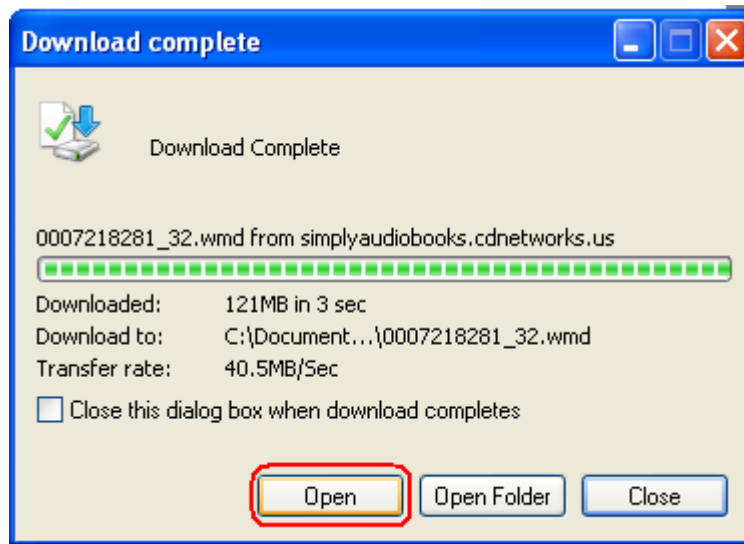 Download complete
Download Complete
0007218281_32.wmd from simplyaudiobooks.cdnetworks.us
Downloaded: 121MB in 3 sec
Download to: C:\Document...\0007218281_32.wmd
Transfer rate: 40.5MB/Sec
Close this dialog box when download completes
Open Open Folder Close